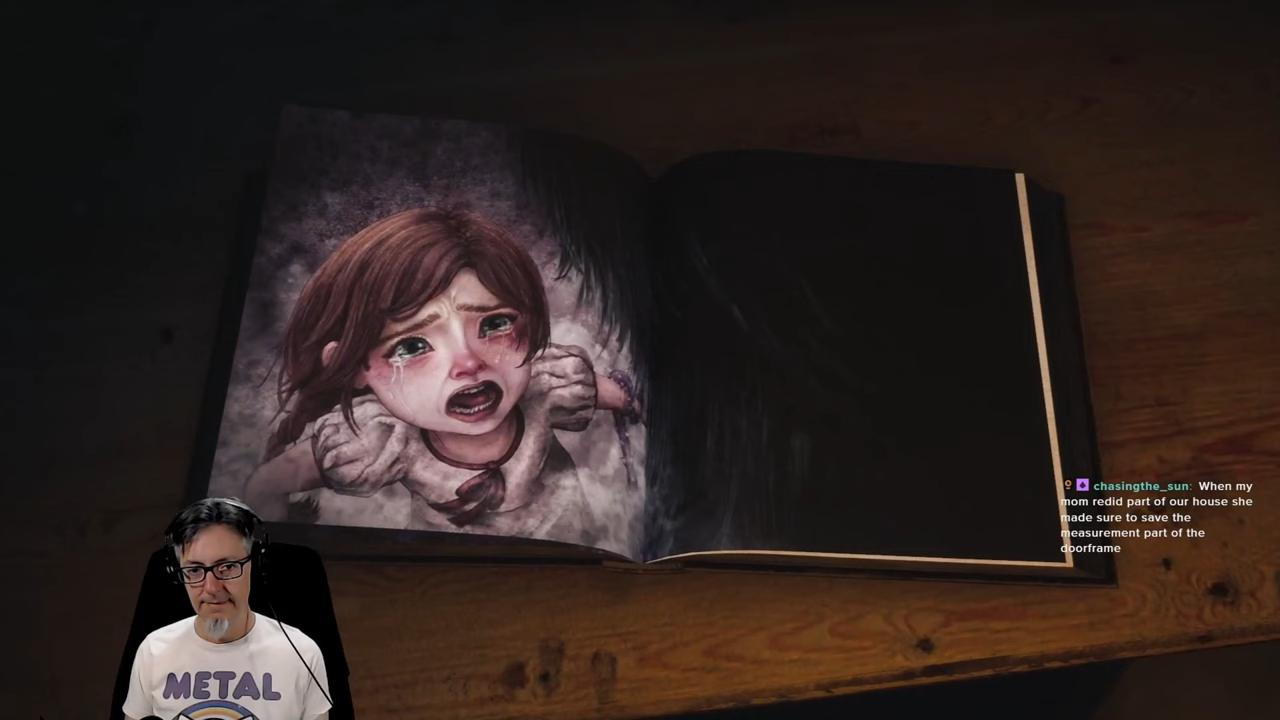 chasingthe_sun: When my
mom redid part of our house she
made sure to save the
measurement part of the
doorframe
METAL